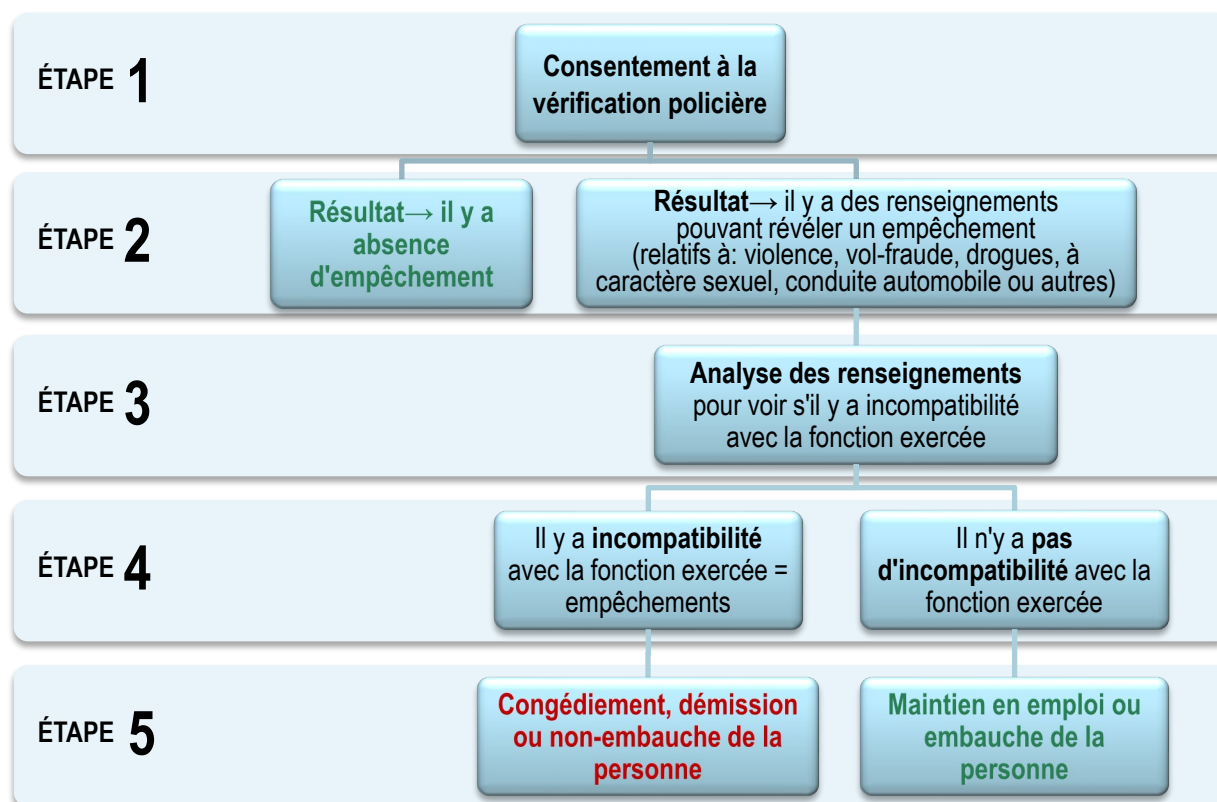 ÉTAPE 1
Consentement à la
vérification policière
ÉTAPE 2
Résultat→ il y a
absence
d'empêchement
Résultat→ il y a des renseignements
pouvant révéler un empêchement
(relatifs à: violence, vol-fraude, drogues, à
caractère sexuel, conduite automobile ou autres)
ÉTAPE 3
Analyse des renseignements
pour voir s'il y a incompatibilité
avec la fonction exercée
ÉTAPE 4
Il y a incompatibilité
avec la fonction exercée =
empêchements
Il n'y a pas
d'incompatibilité avec la
fonction exercée
ÉTAPE 5
Congédiement, démission
ou non-embauche de la
personne
Maintien en emploi ou
embauche de la
personne